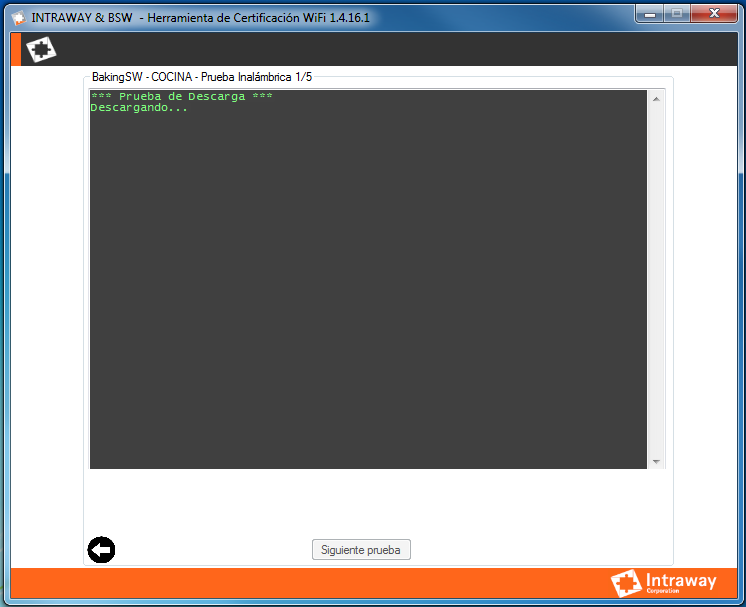 INTRAWAY & BSW - Herramienta de Certificación WiFi 1.4.16.1
BakingSW - COCINA - Prueba Inalámbrica 1/5
*** Prueba de Descarga ***
Descargando...
Siguiente prueba
Intraway
Corporation